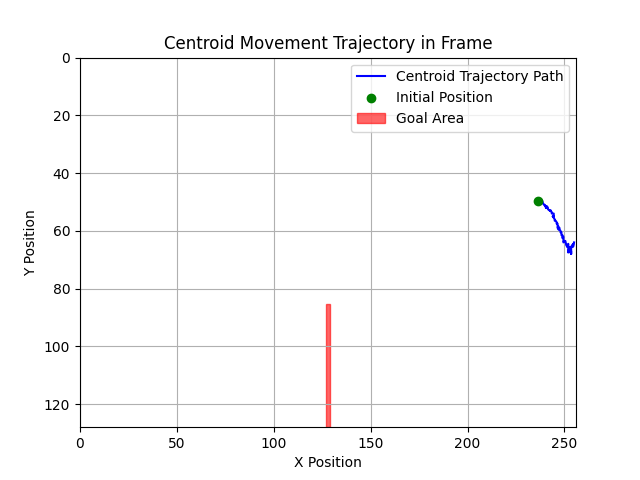 Centroid Movement Trajectory in Frame
Centroid Trajectory Path
Initial Position
Goal Area
Y Position
0
20
40
60
80
100
120
0 50 100 150 200 250
X Position